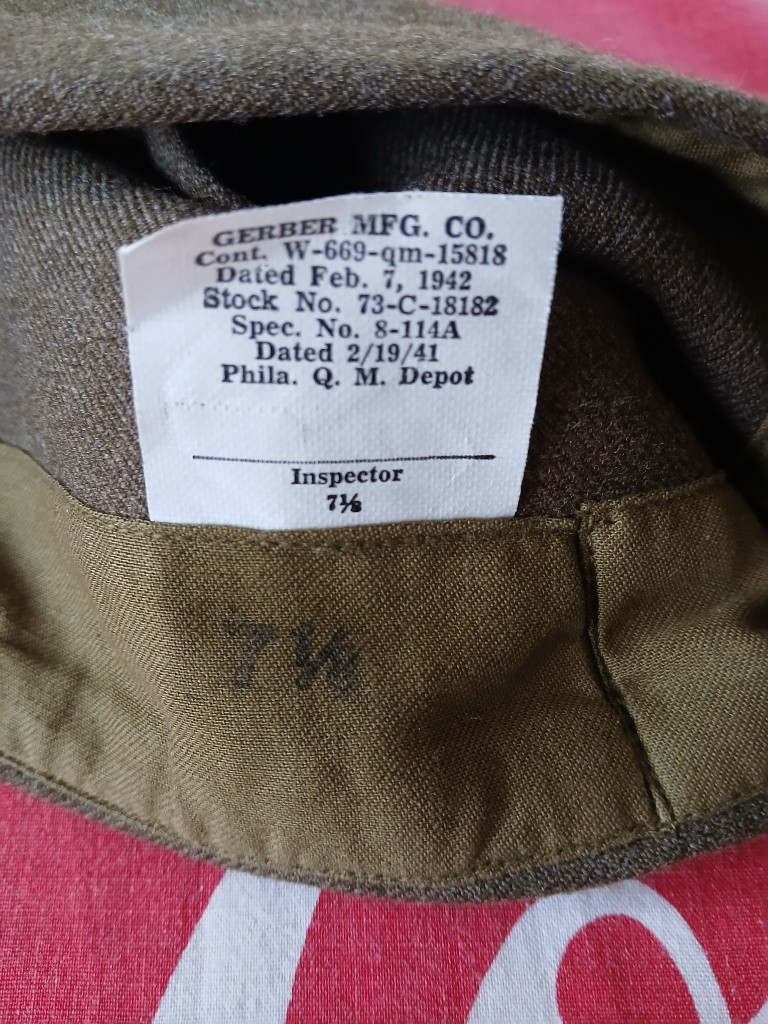 GERBER MFG. CO.
Cont. W-669-qm-15818
Dated Feb. 7, 1942
Stock No. 73-C-18182
Spec. No. 8-114A
Dated 2/19/41
Phila. Q. M. Depot
Inspector
7⅛
7⅛